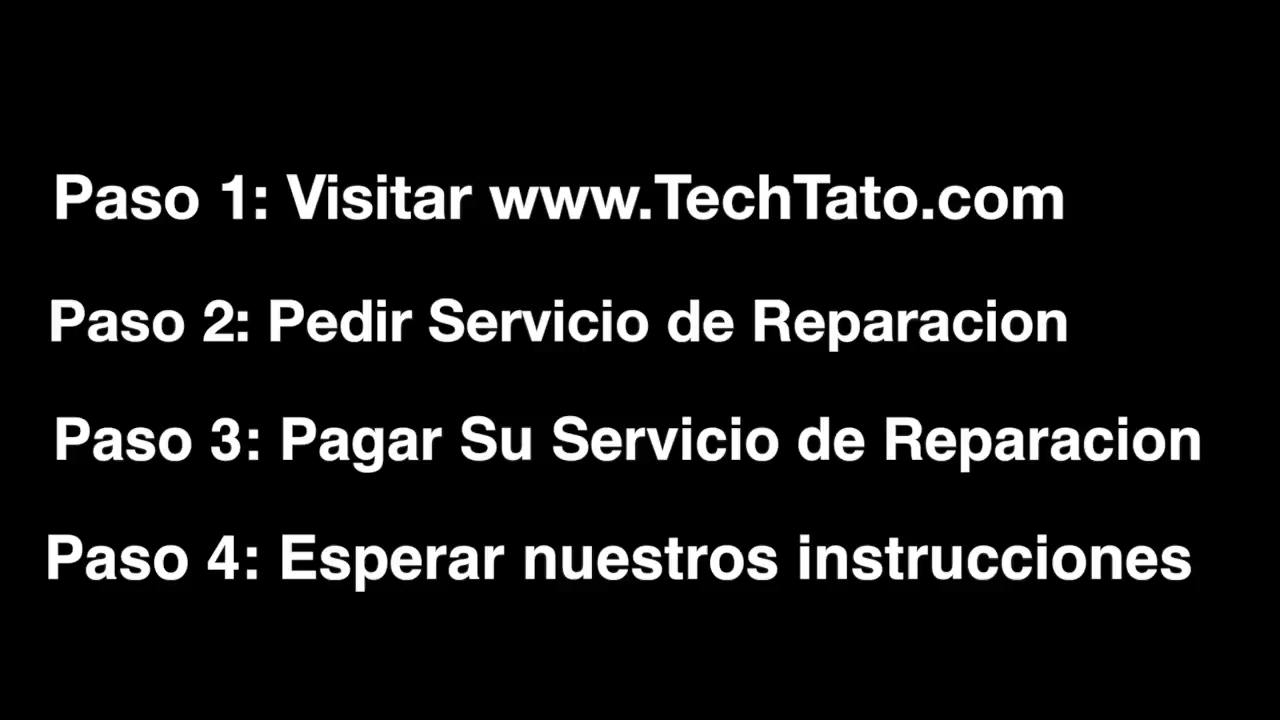 Paso 1: Visitar www.TechTato.com
Paso 2: Pedir Servicio de Reparacion
Paso 3: Pagar Su Servicio de Reparacion
Paso 4: Esperar nuestros instrucciones